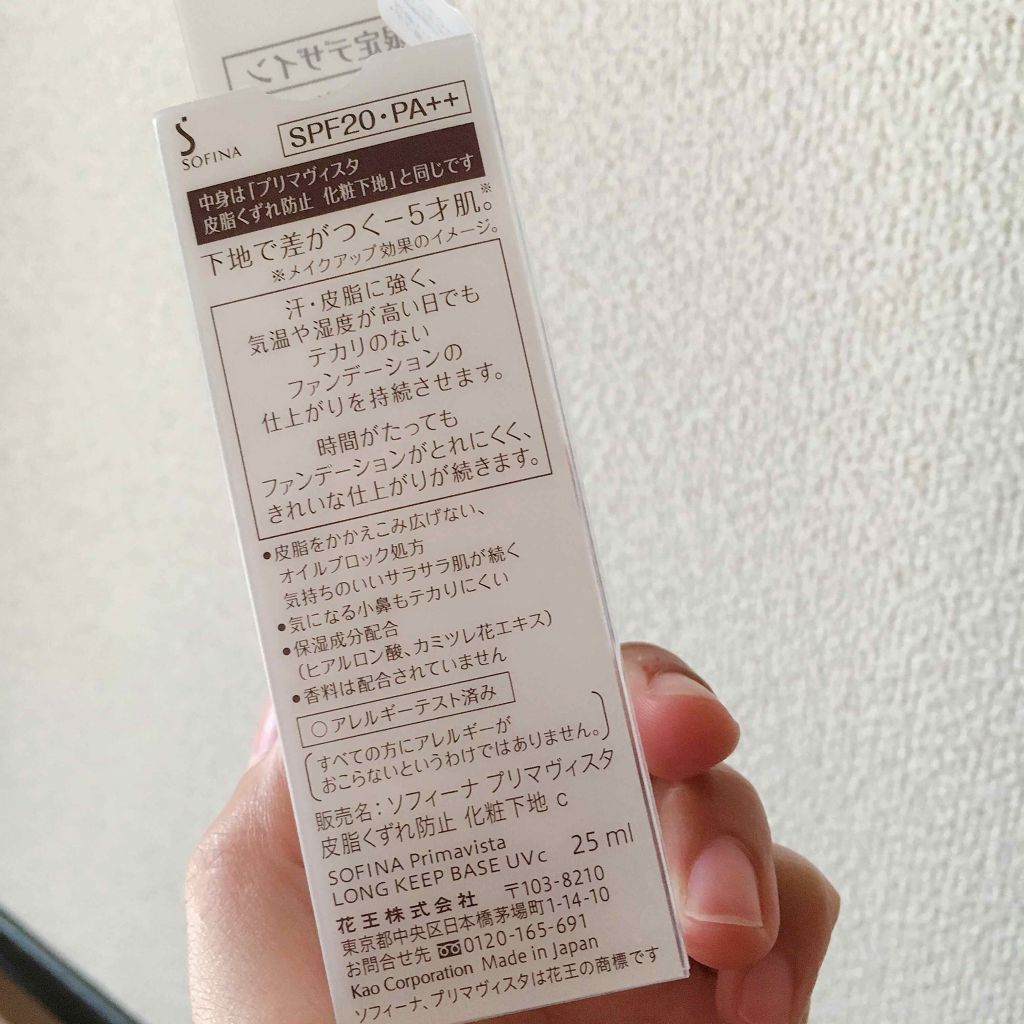 限定デザイン
SOFINA
SPF20・PA++
中身は「プリマヴィスタ
皮脂くずれ防止 化粧下地」と同じです
下地で差がつく−5才肌。※
※メイクアップ効果のイメージ。
汗・皮脂に強く、
気温や湿度が高い日でも
テカリのない
ファンデーションの
仕上がりを持続させます。
時間がたっても
ファンデーションがとれにくく、
きれいな仕上がりが続きます。
●皮脂をかかえこみ広げない、
オイルブロック処方
気持ちのいいサラサラ肌が続く
●気になる小鼻もテカリにくい
●保湿成分配合
(ヒアルロン酸、カミツレ花エキス)
●香料は配合されていません
○アレルギーテスト済み
(すべての方にアレルギーが
おこらないというわけではありません。)
販売名：ソフィーナ プリマヴィスタ
皮脂くずれ防止 化粧下地 c
SOFINA Primavista
LONG KEEP BASE UV c 25 ml
花王株式会社 〒103-8210
東京都中央区日本橋茅場町1-14-10
お問合せ先 0120-165-691
Kao Corporation Made in Japan
ソフィーナ、プリマヴィスタは花王の商標です